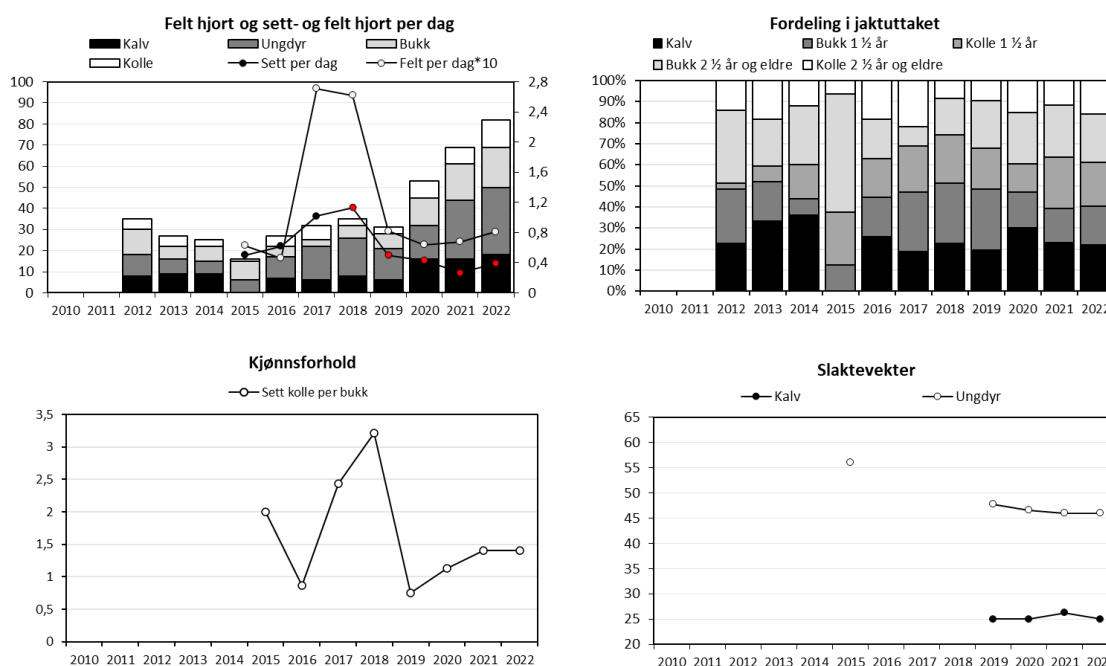 Felt hjort og sett- og felt hjort per dag
Kalv Ungdyr Bukk
Kolle Sett per dag Felt per dag*10
100 2,8
90
80 2,4
70 2
60
50 1,6
40 1,2
30 0,8
20
10 0,4
0 0
2010 2011 2012 2013 2014 2015 2016 2017 2018 2019 2020 2021 2022
Fordeling i jaktuttaket
Kalv Bukk 1 ½ år Kolle 1 ½ år
Bukk 2 ½ år og eldre Kolle 2 ½ år og eldre
100%
90%
80%
70%
60%
50%
40%
30%
20%
10%
0%
2010 2011 2012 2013 2014 2015 2016 2017 2018 2019 2020 2021 2022
Kjønnsforhold
Sett kolle per bukk
3,5
3
2,5
2
1,5
1
0,5
0
2010 2011 2012 2013 2014 2015 2016 2017 2018 2019 2020 2021 2022
Slaktevekter
Kalv Ungdyr
65
60
55
50
45
40
35
30
25
20
2010 2011 2012 2013 2014 2015 2016 2017 2018 2019 2020 2021